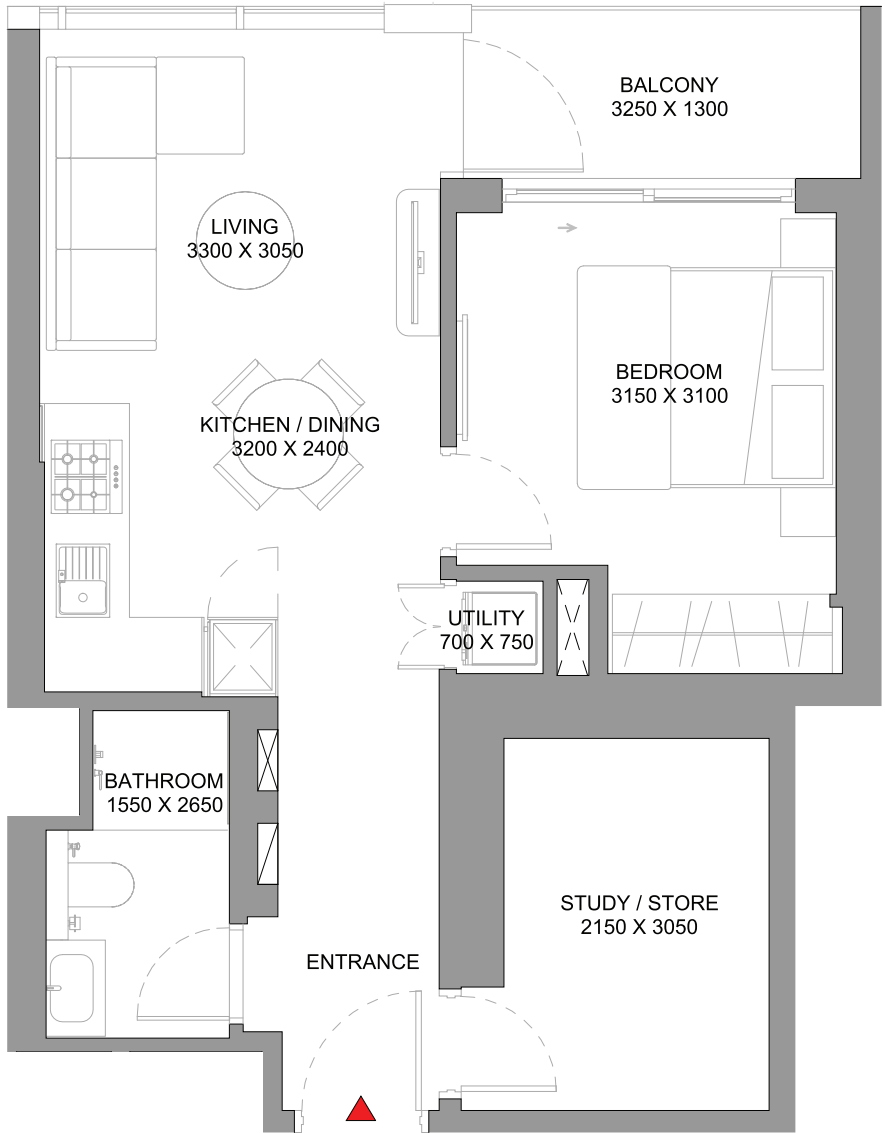 BALCONY
3250 X 1300
LIVING
3300 X 3050
BEDROOM
3150 X 3100
KITCHEN / DINING
3200 X 2400
UTILITY
700 X 750
BATHROOM
1550 X 2650
STUDY / STORE
2150 X 3050
ENTRANCE